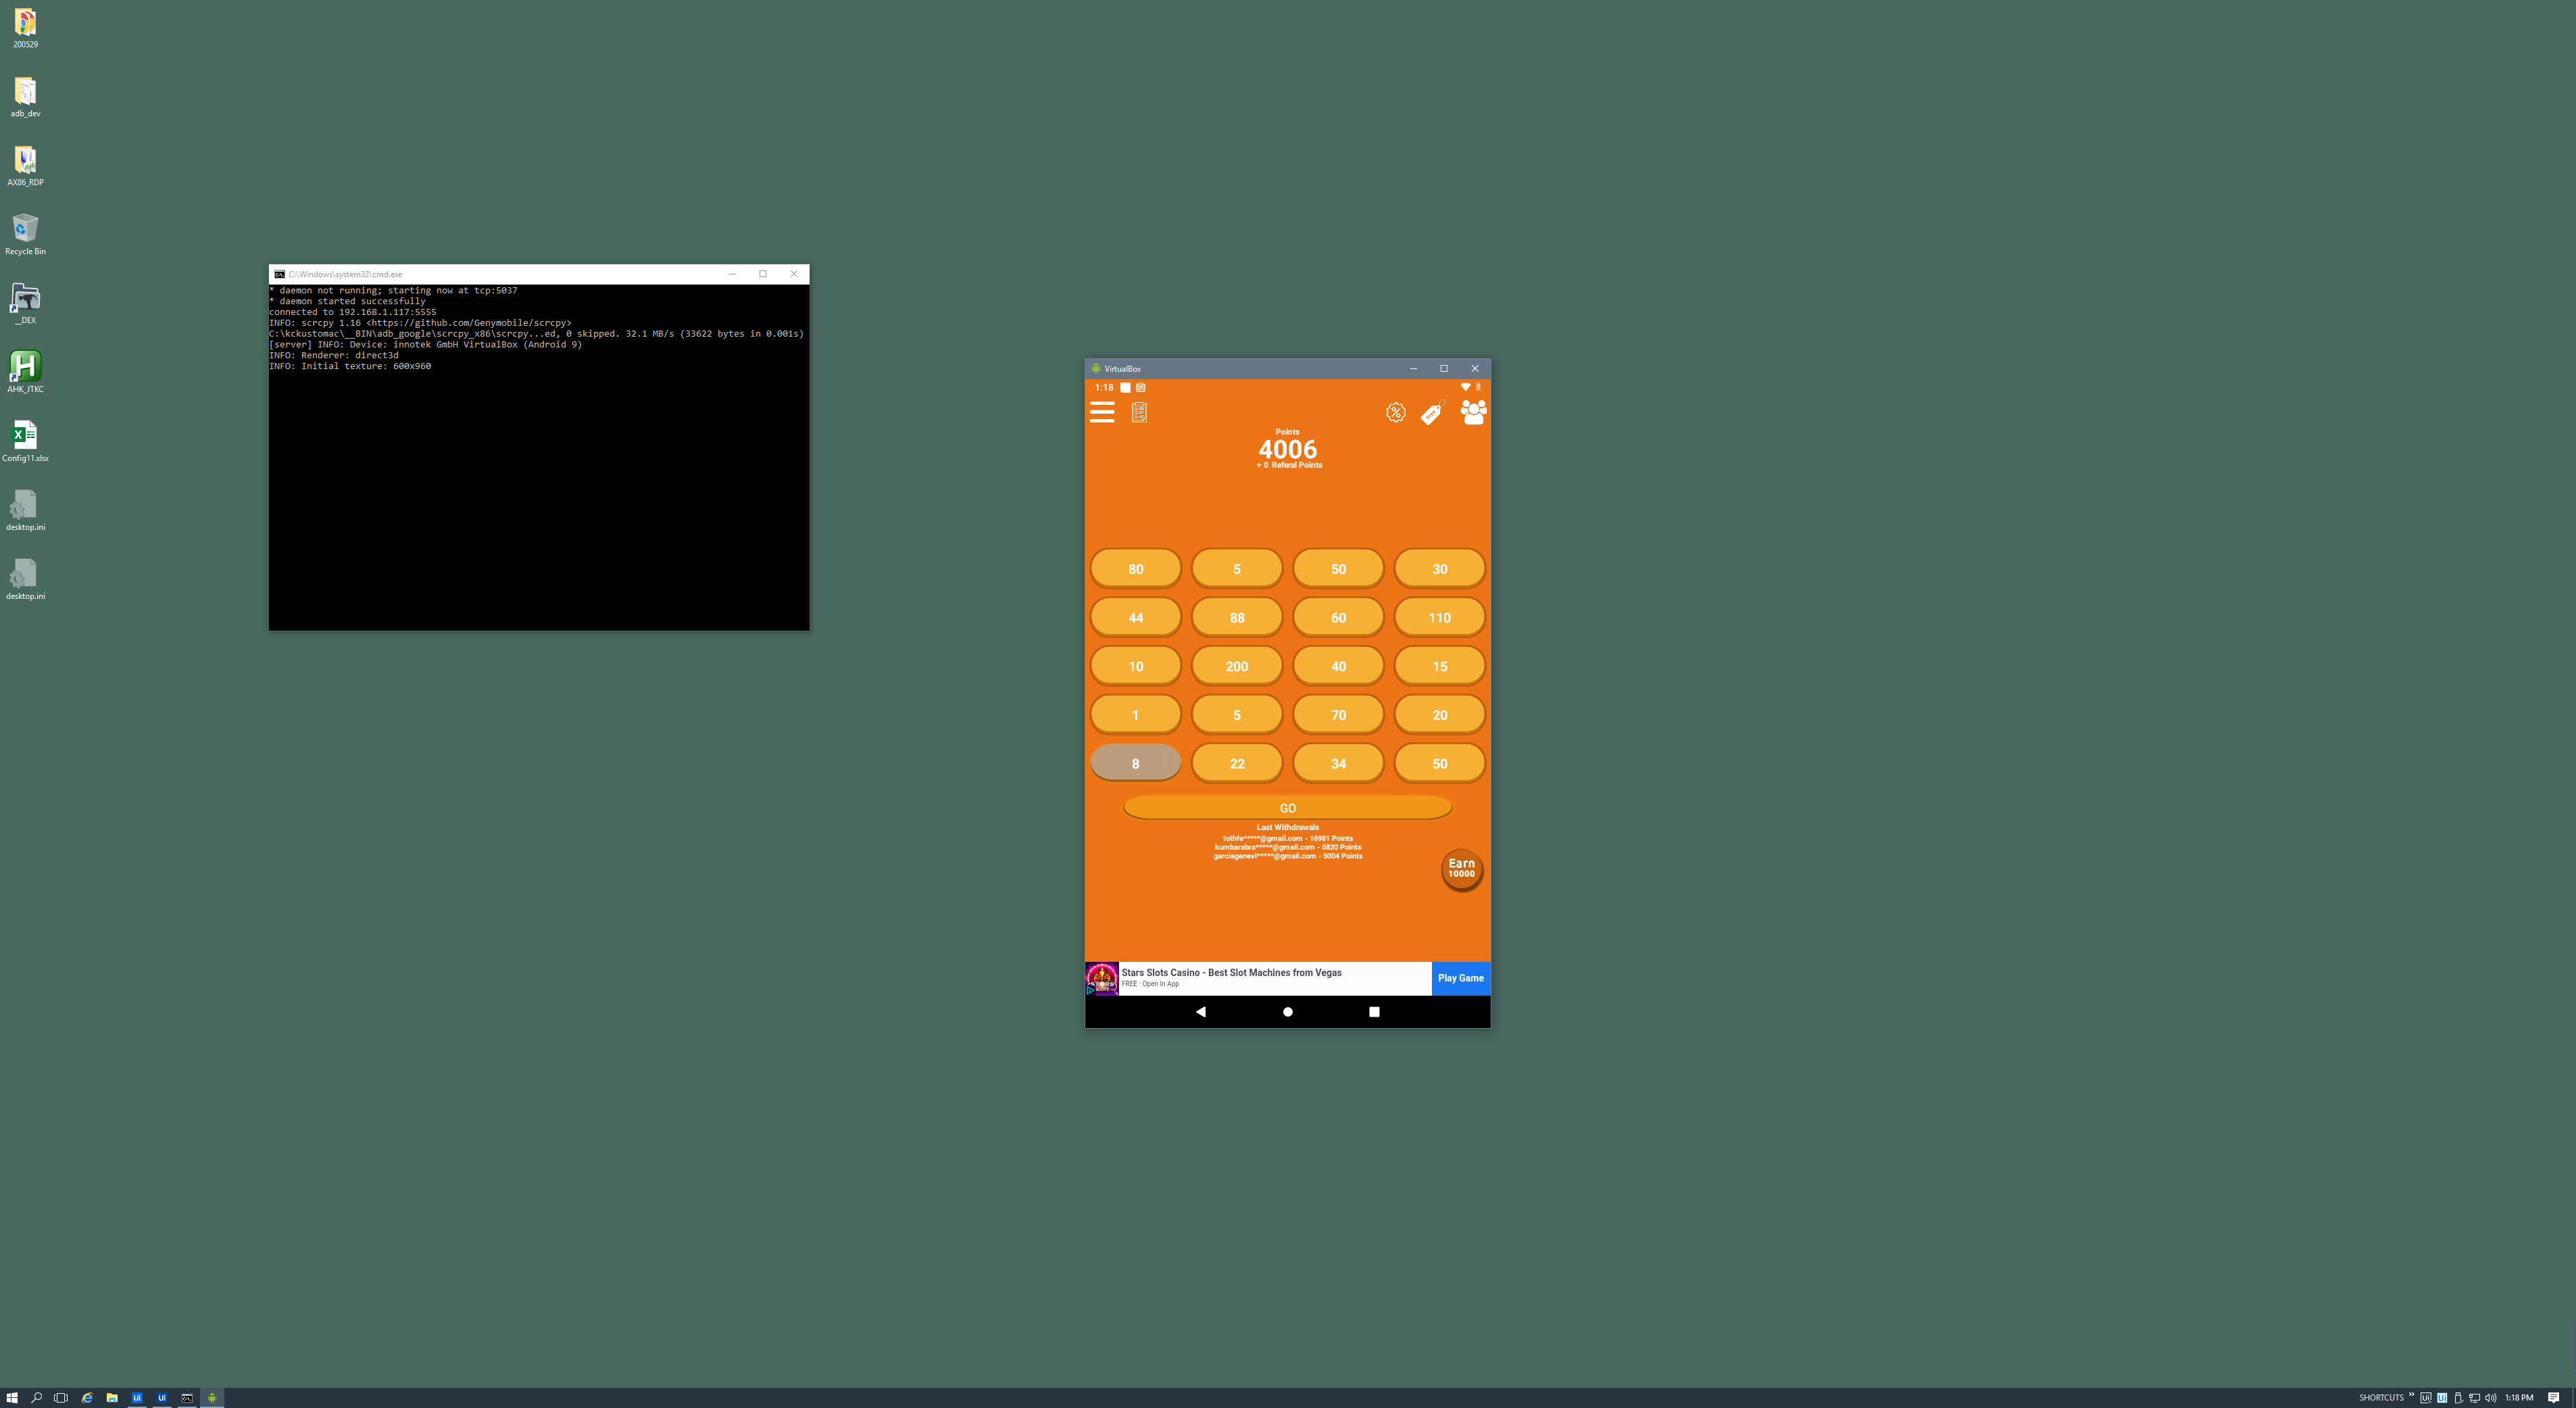 200529
adb_dev
AX86_RDP
Recycle Bin
__DEX
AHK_JTKC
Config11.xlsx
desktop.ini
desktop.ini
C:\Windows\system32\cmd.exe
* daemon not running; starting now at tcp:5037
* daemon started successfully
connected to 192.168.1.117:5555
INFO: scrcpy 1.16 <https://github.com/Genymobile/scrcpy>
C:\kckustomac\__BIN\adb_google\scrcpy_x86\scrcpy...ed, 0 skipped. 32.1 MB/s (33622 bytes in 0.001s)
[server] INFO: Device: innotek GmbH VirtualBox (Android 9)
INFO: Renderer: direct3d
INFO: Initial texture: 600x960
VirtualBox
1:18
Points
4006
+ 0 Referal Points
80 5 50 30
44 88 60 110
10 200 40 15
1 5 70 20
8 22 34 50
GO
Last Withdrawals
tothfe*****@gmail.com - 16981 Points
kumbarabra*****@gmail.com - 5820 Points
garciagenevi*****@gmail.com - 5004 Points
Earn
10000
Stars Slots Casino - Best Slot Machines from Vegas
FREE · Open In App
Play Game
SHORTCUTS
1:18 PM